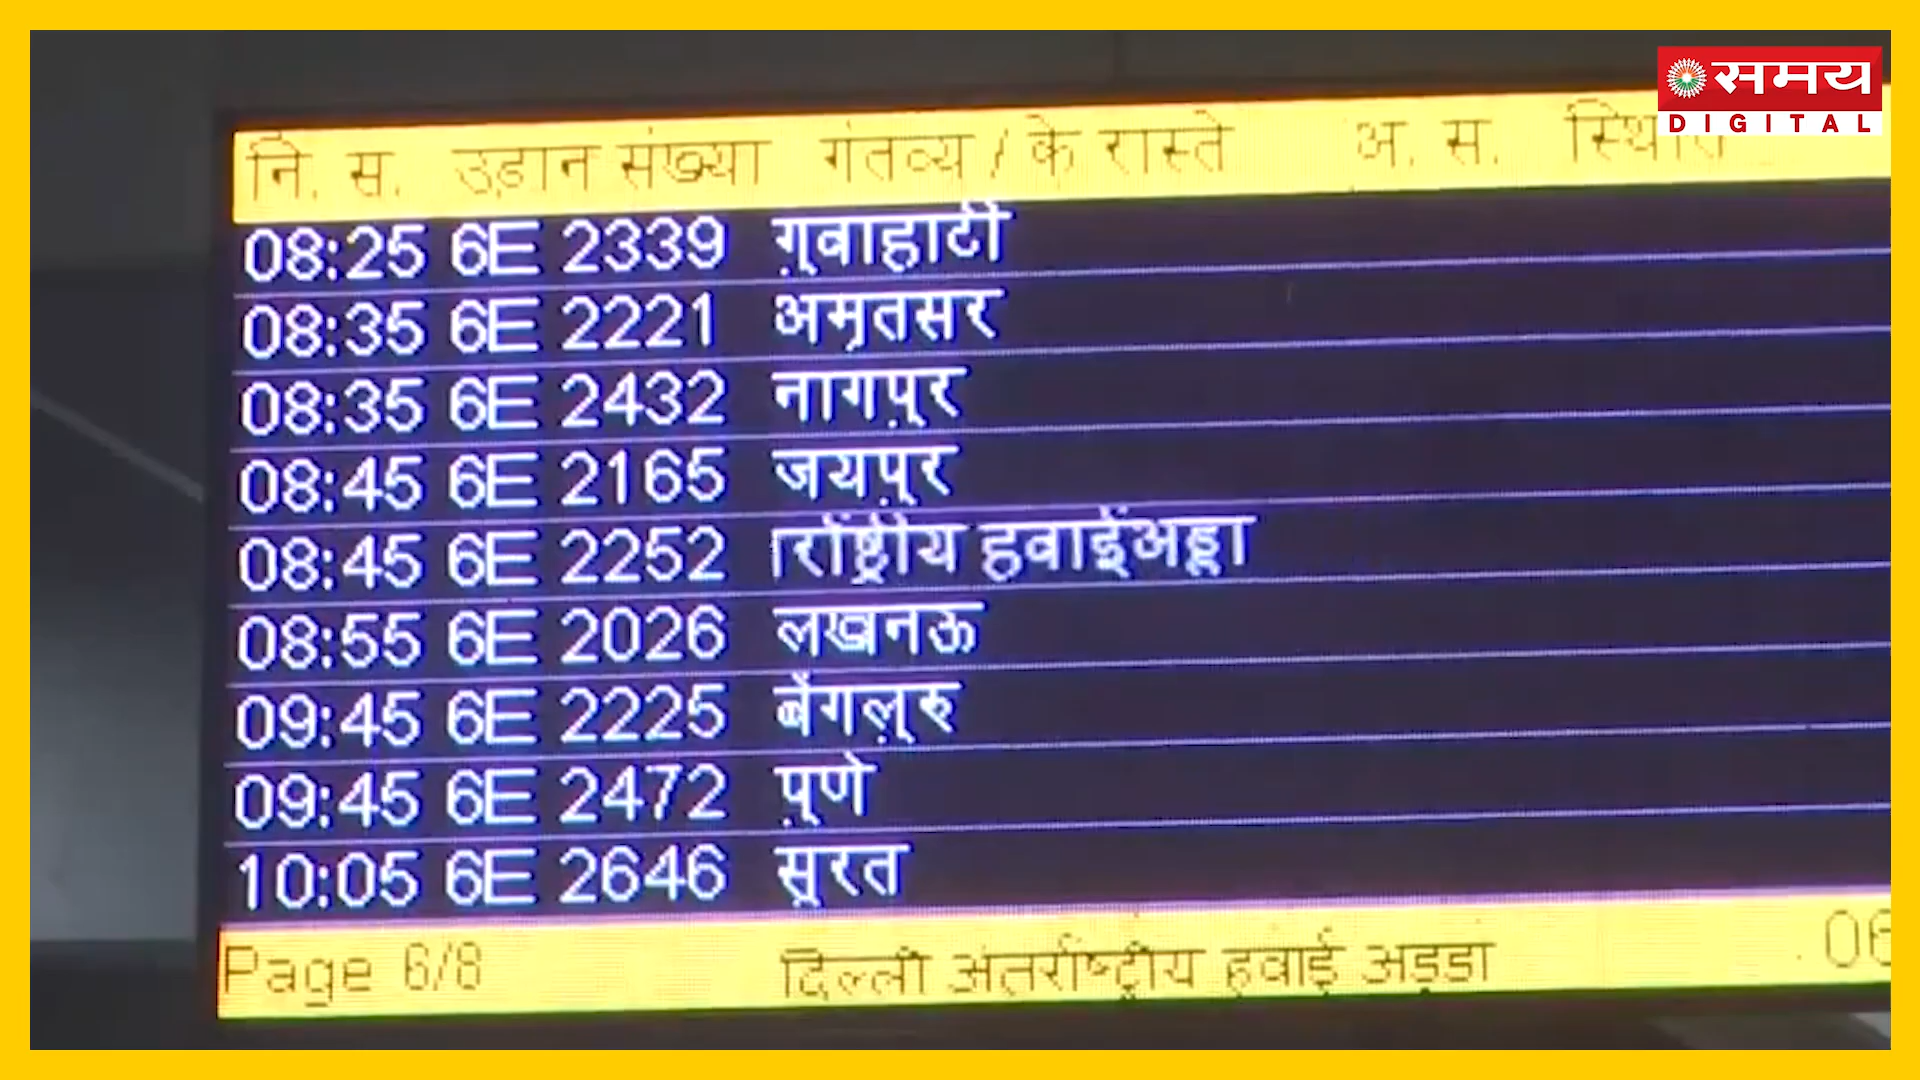 समय
DIGITAL
नि. स. उड़ान संख्या गंतव्य / के रास्ते अ. स.
08:25 6E 2339 गुवाहाटी
08:35 6E 2221 अमृतसर
08:35 6E 2432 नागपुर
08:45 6E 2165 जयपुर
08:45 6E 2252 र्राष्ट्रीय हवाईअड्डा
08:55 6E 2026 लखनऊ
09:45 6E 2225 बेंगलुरु
09:45 6E 2472 पुणे
10:05 6E 2646 सूरत
Page 6/8 दिल्ली अंतर्राष्ट्रीय हवाई अड्डा 06